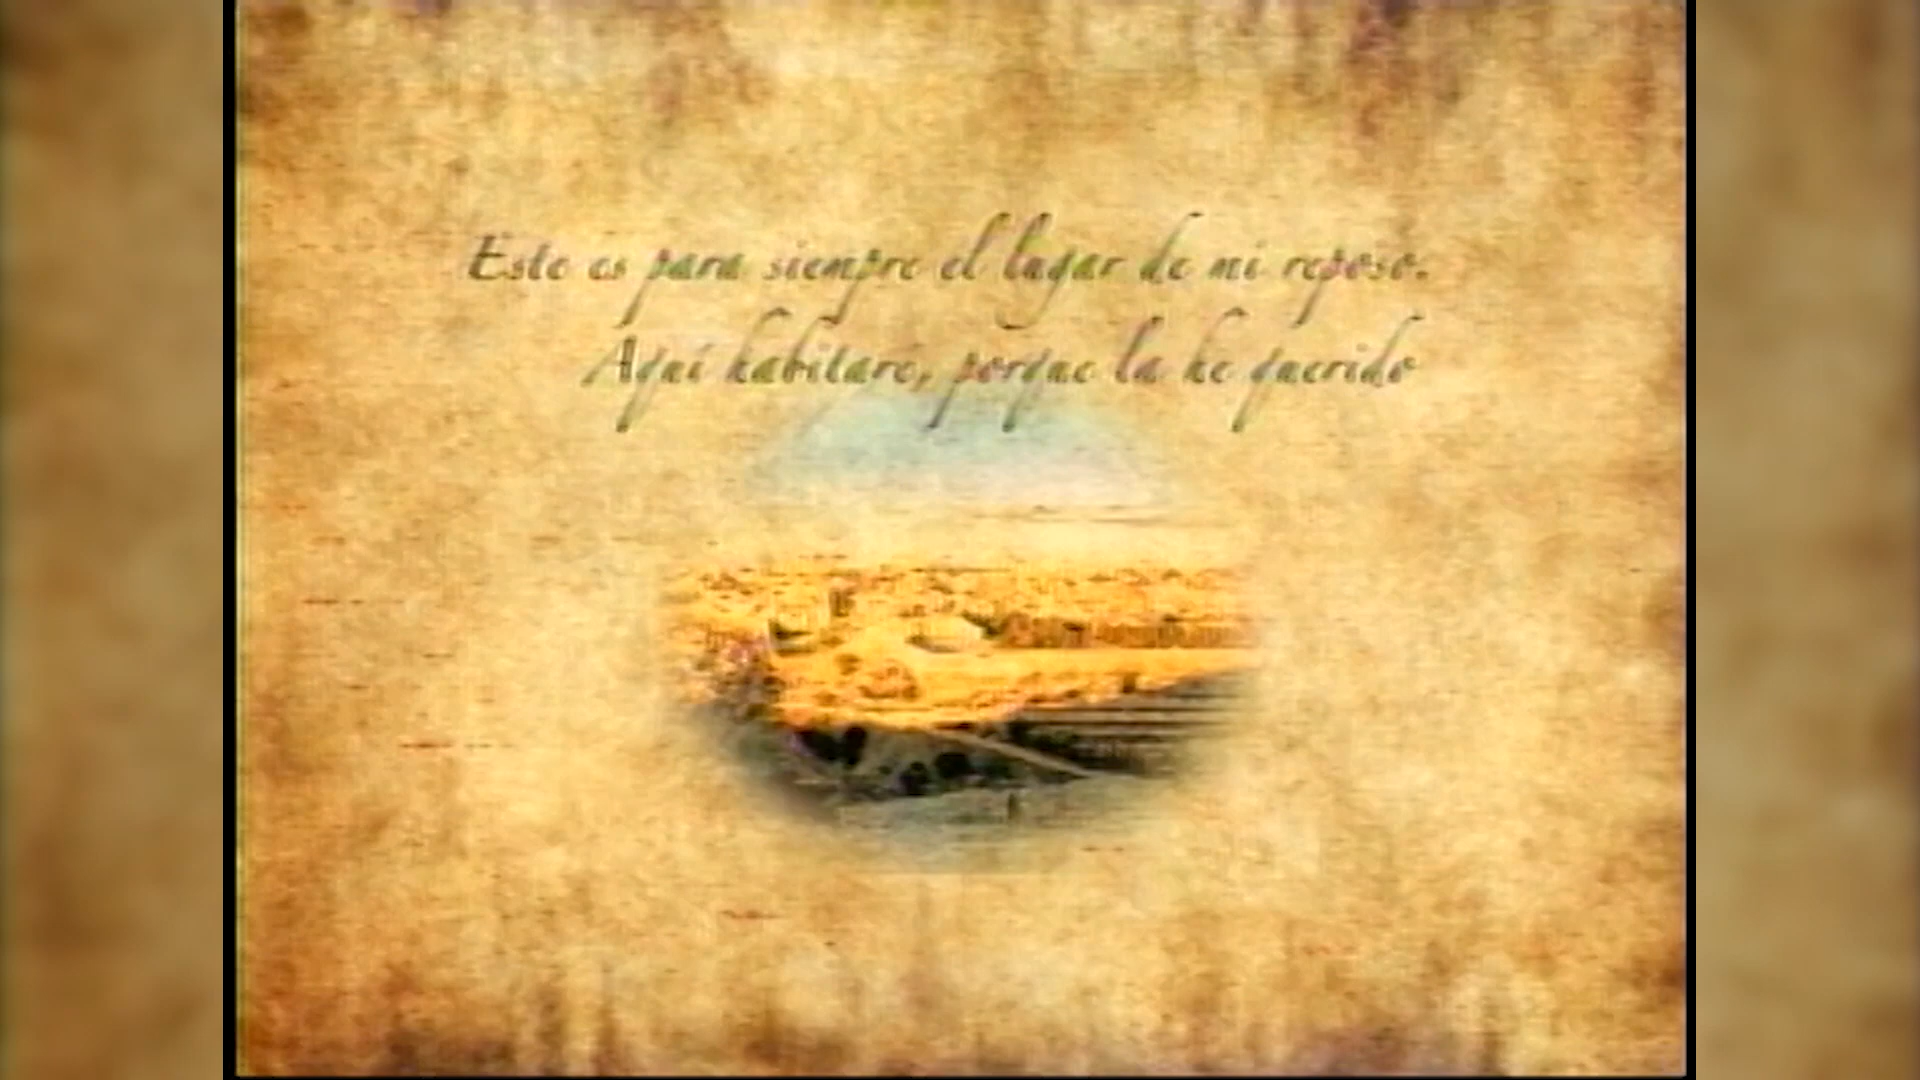 Este es para siempre el lugar de mi reposo.
Aquí habitaré, porque la he querido